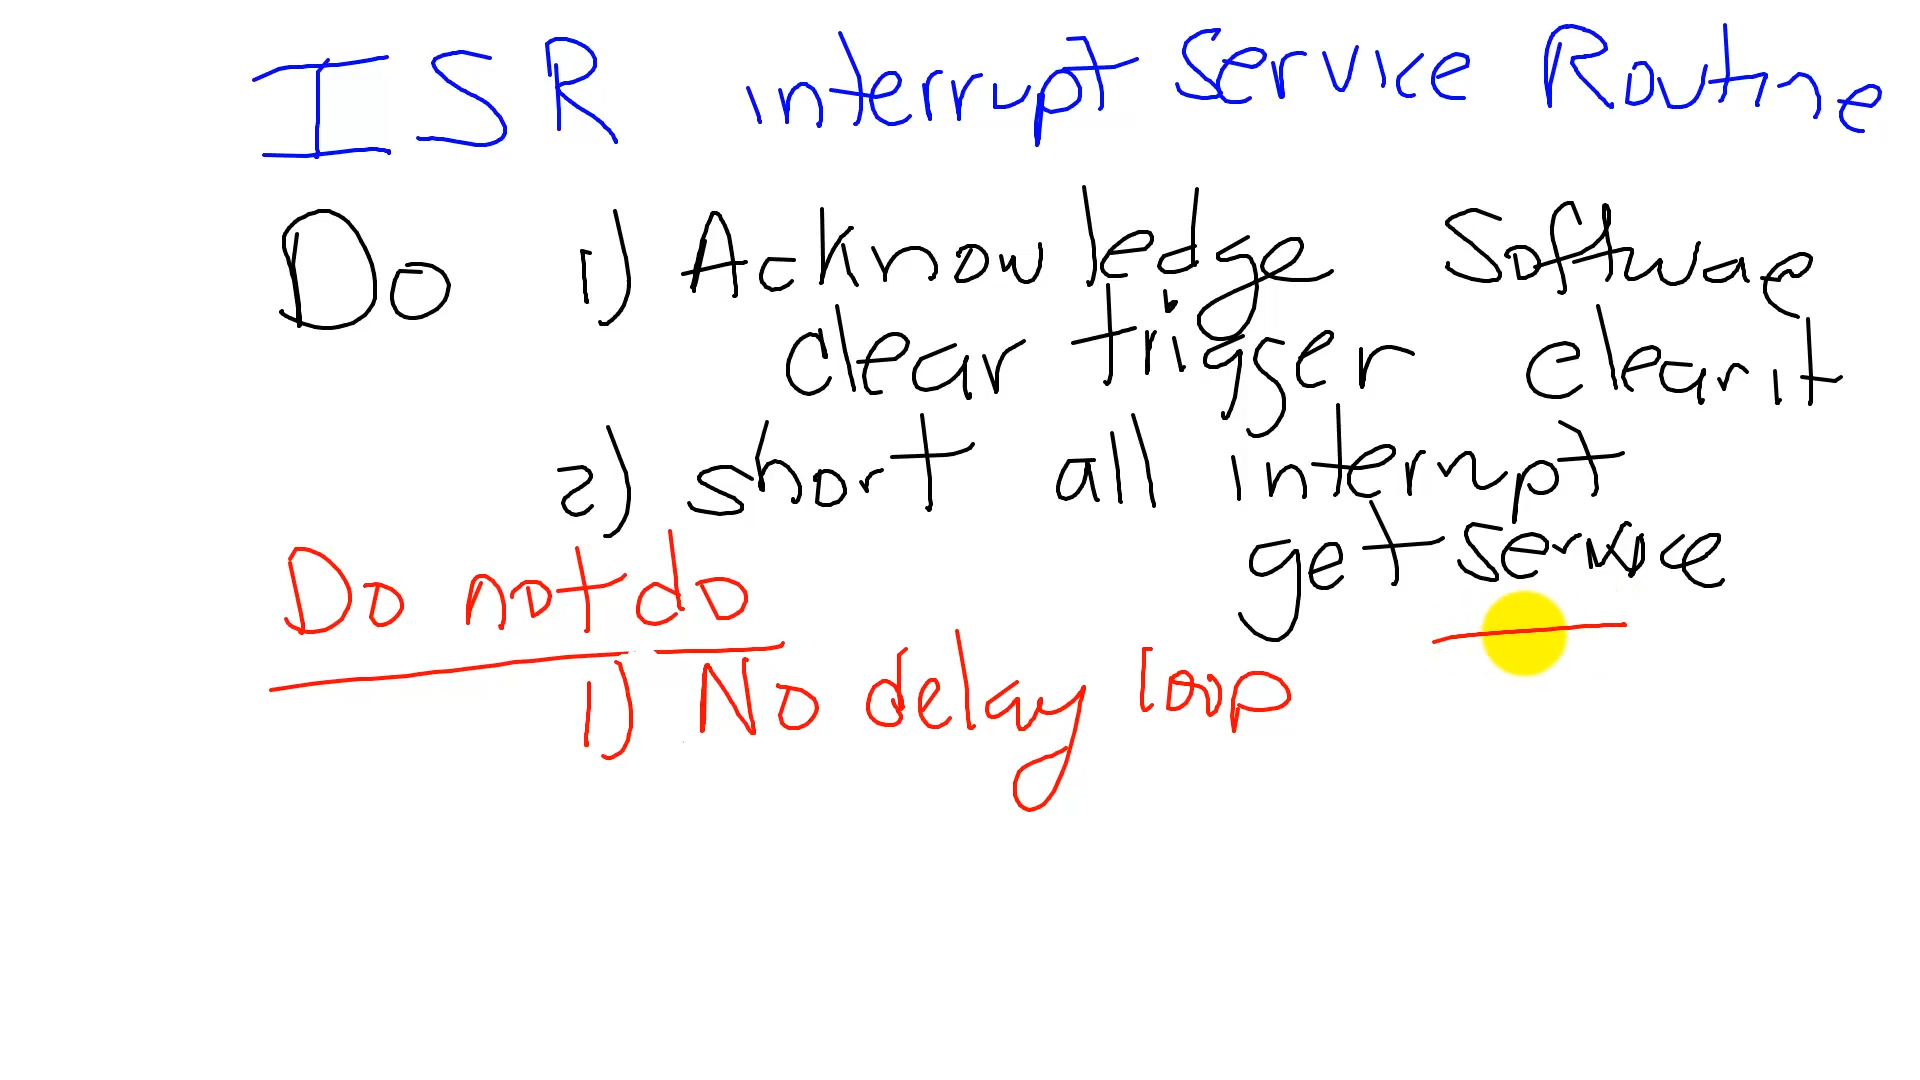 ISR interrupt Service Routine
Do 1) Acknowledge Softwae
clear trigger clear it
2) short all interrupt
get service
Do not do
1) No delay loop